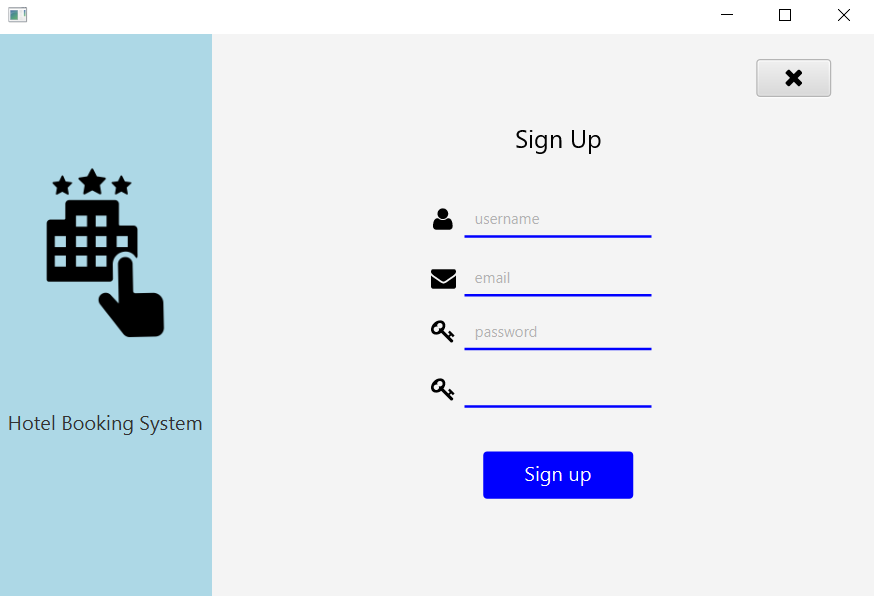 Sign Up
username
email
password
Sign up
Hotel Booking System